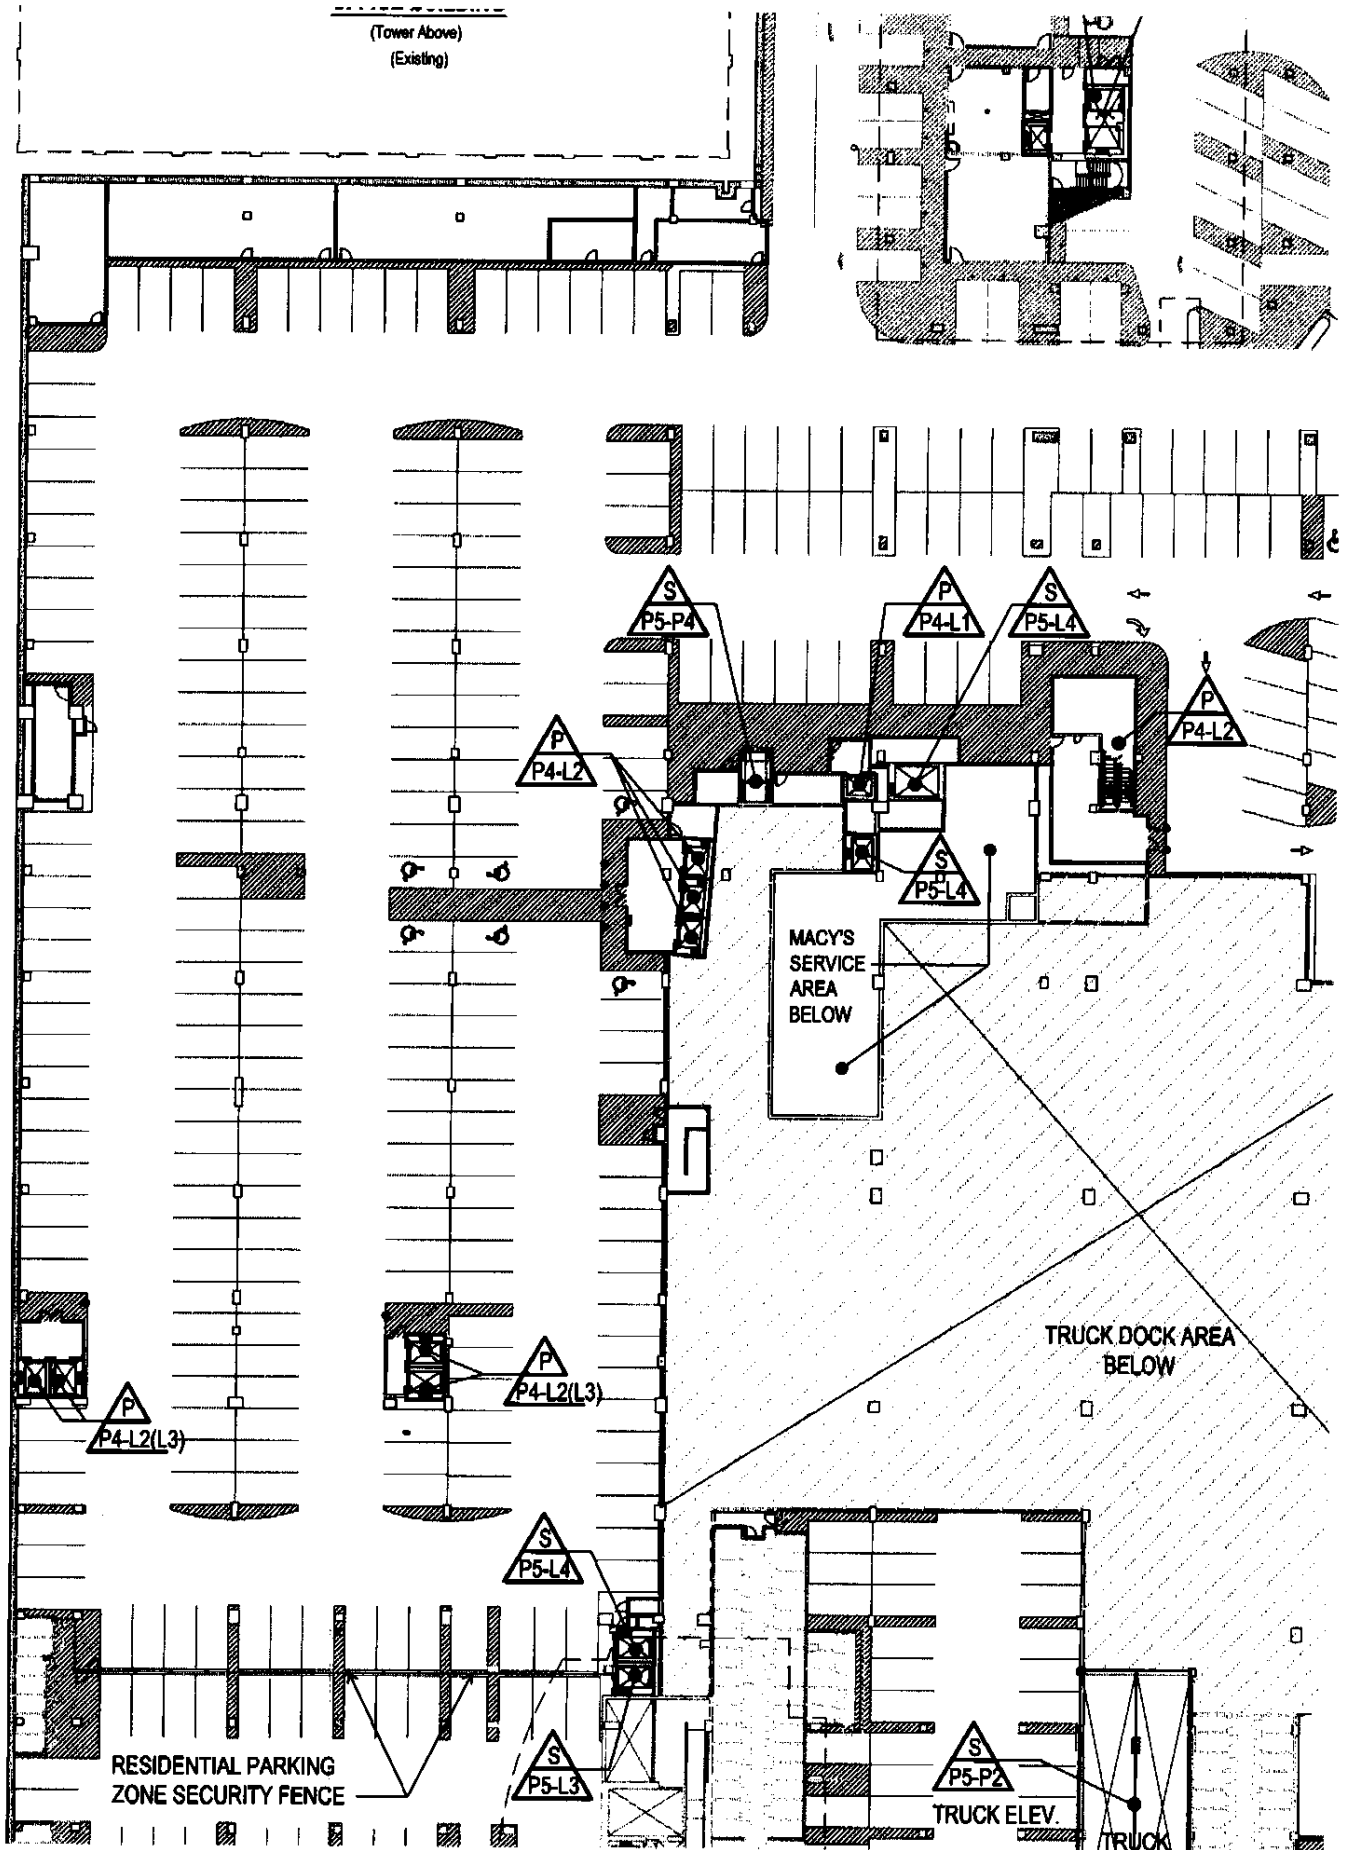 (Tower Above)
(Existing)
S
P5-P4
P
P4-L1
S
P5-L4
P
P4-L2
P
P4-L2
S
P5-L4
MACY'S
SERVICE
AREA
BELOW
TRUCK DOCK AREA
BELOW
P
P4-L2(L3)
P
P4-L2(L3)
S
P5-L4
RESIDENTIAL PARKING
ZONE SECURITY FENCE
S
P5-L3
S
P5-P2
TRUCK ELEV.
TRUCK